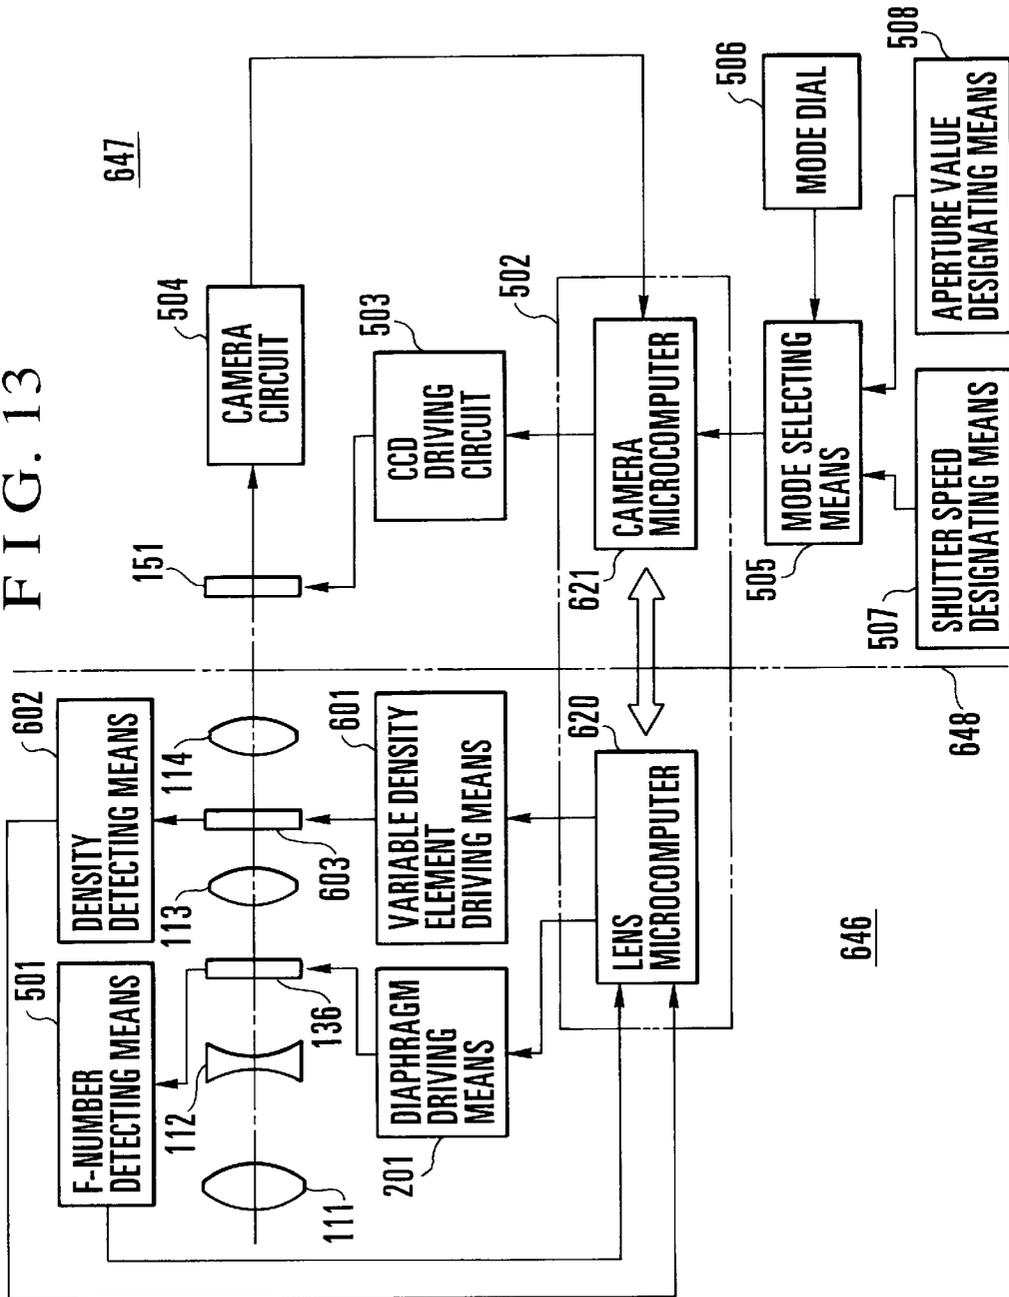 FIG. 13
647
501
F-NUMBER
DETECTING MEANS
602
DENSITY
DETECTING MEANS
151
504
CAMERA
CIRCUIT
111
112
136
113
603
114
201
DIAPHRAGM
DRIVING
MEANS
601
VARIABLE DENSITY
ELEMENT
DRIVING MEANS
503
CCD
DRIVING
CIRCUIT
502
620
LENS
MICROCOMPUTER
621
CAMERA
MICROCOMPUTER
505
MODE SELECTING
MEANS
506
MODE DIAL
646
648
507
SHUTTER SPEED
DESIGNATING MEANS
508
APERTURE VALUE
DESIGNATING MEANS